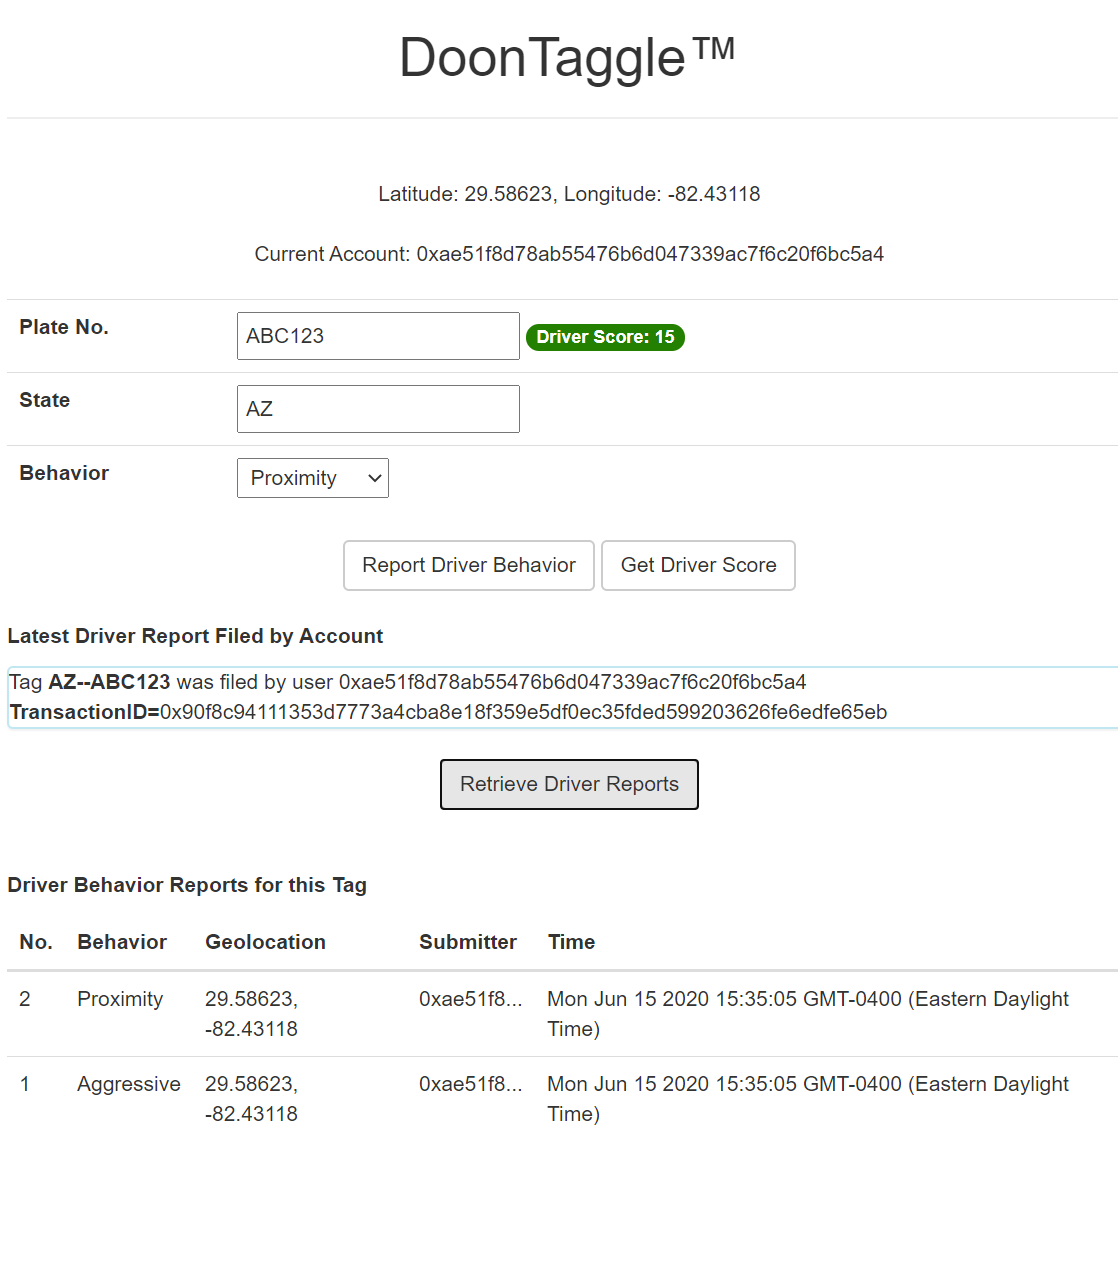 DoonTaggle™
Latitude: 29.58623, Longitude: -82.43118
Current Account: 0xae51f8d78ab55476b6d047339ac7f6c20f6bc5a4
Plate No. ABC123 Driver Score: 15
State AZ
Behavior Proximity
Report Driver Behavior Get Driver Score
Latest Driver Report Filed by Account
Tag AZ--ABC123 was filed by user 0xae51f8d78ab55476b6d047339ac7f6c20f6bc5a4
TransactionID=0x90f8c94111353d7773a4cba8e18f359e5df0ec35fded599203626fe6edfe65eb
Retrieve Driver Reports
Driver Behavior Reports for this Tag
No. Behavior Geolocation Submitter Time
2 Proximity 29.58623, 0xae51f8... Mon Jun 15 2020 15:35:05 GMT-0400 (Eastern Daylight
-82.43118 Time)
1 Aggressive 29.58623, 0xae51f8... Mon Jun 15 2020 15:35:05 GMT-0400 (Eastern Daylight
-82.43118 Time)